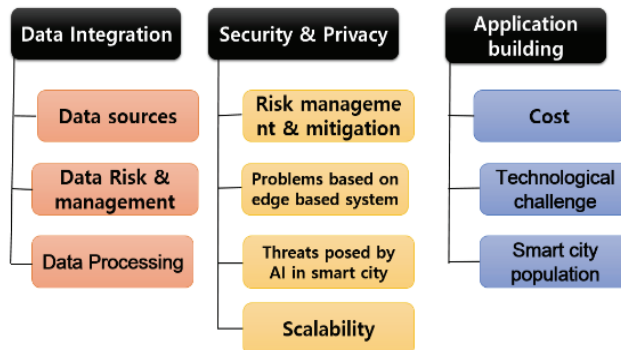 Data Integration
Data sources
Data Risk &
management
Data Processing
Security & Privacy
Risk manageme
nt & mitigation
Problems based on
edge based system
Threats posed by
AI in smart city
Scalability
Application
building
Cost
Technological
challenge
Smart city
population